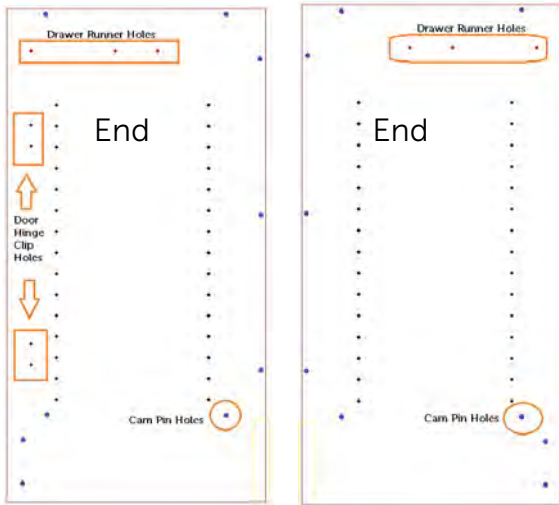 Drawer Runner Holes
End
Door
Hinge
Clip
Holes
Cam Pin Holes
Drawer Runner Holes
End
Cam Pin Holes